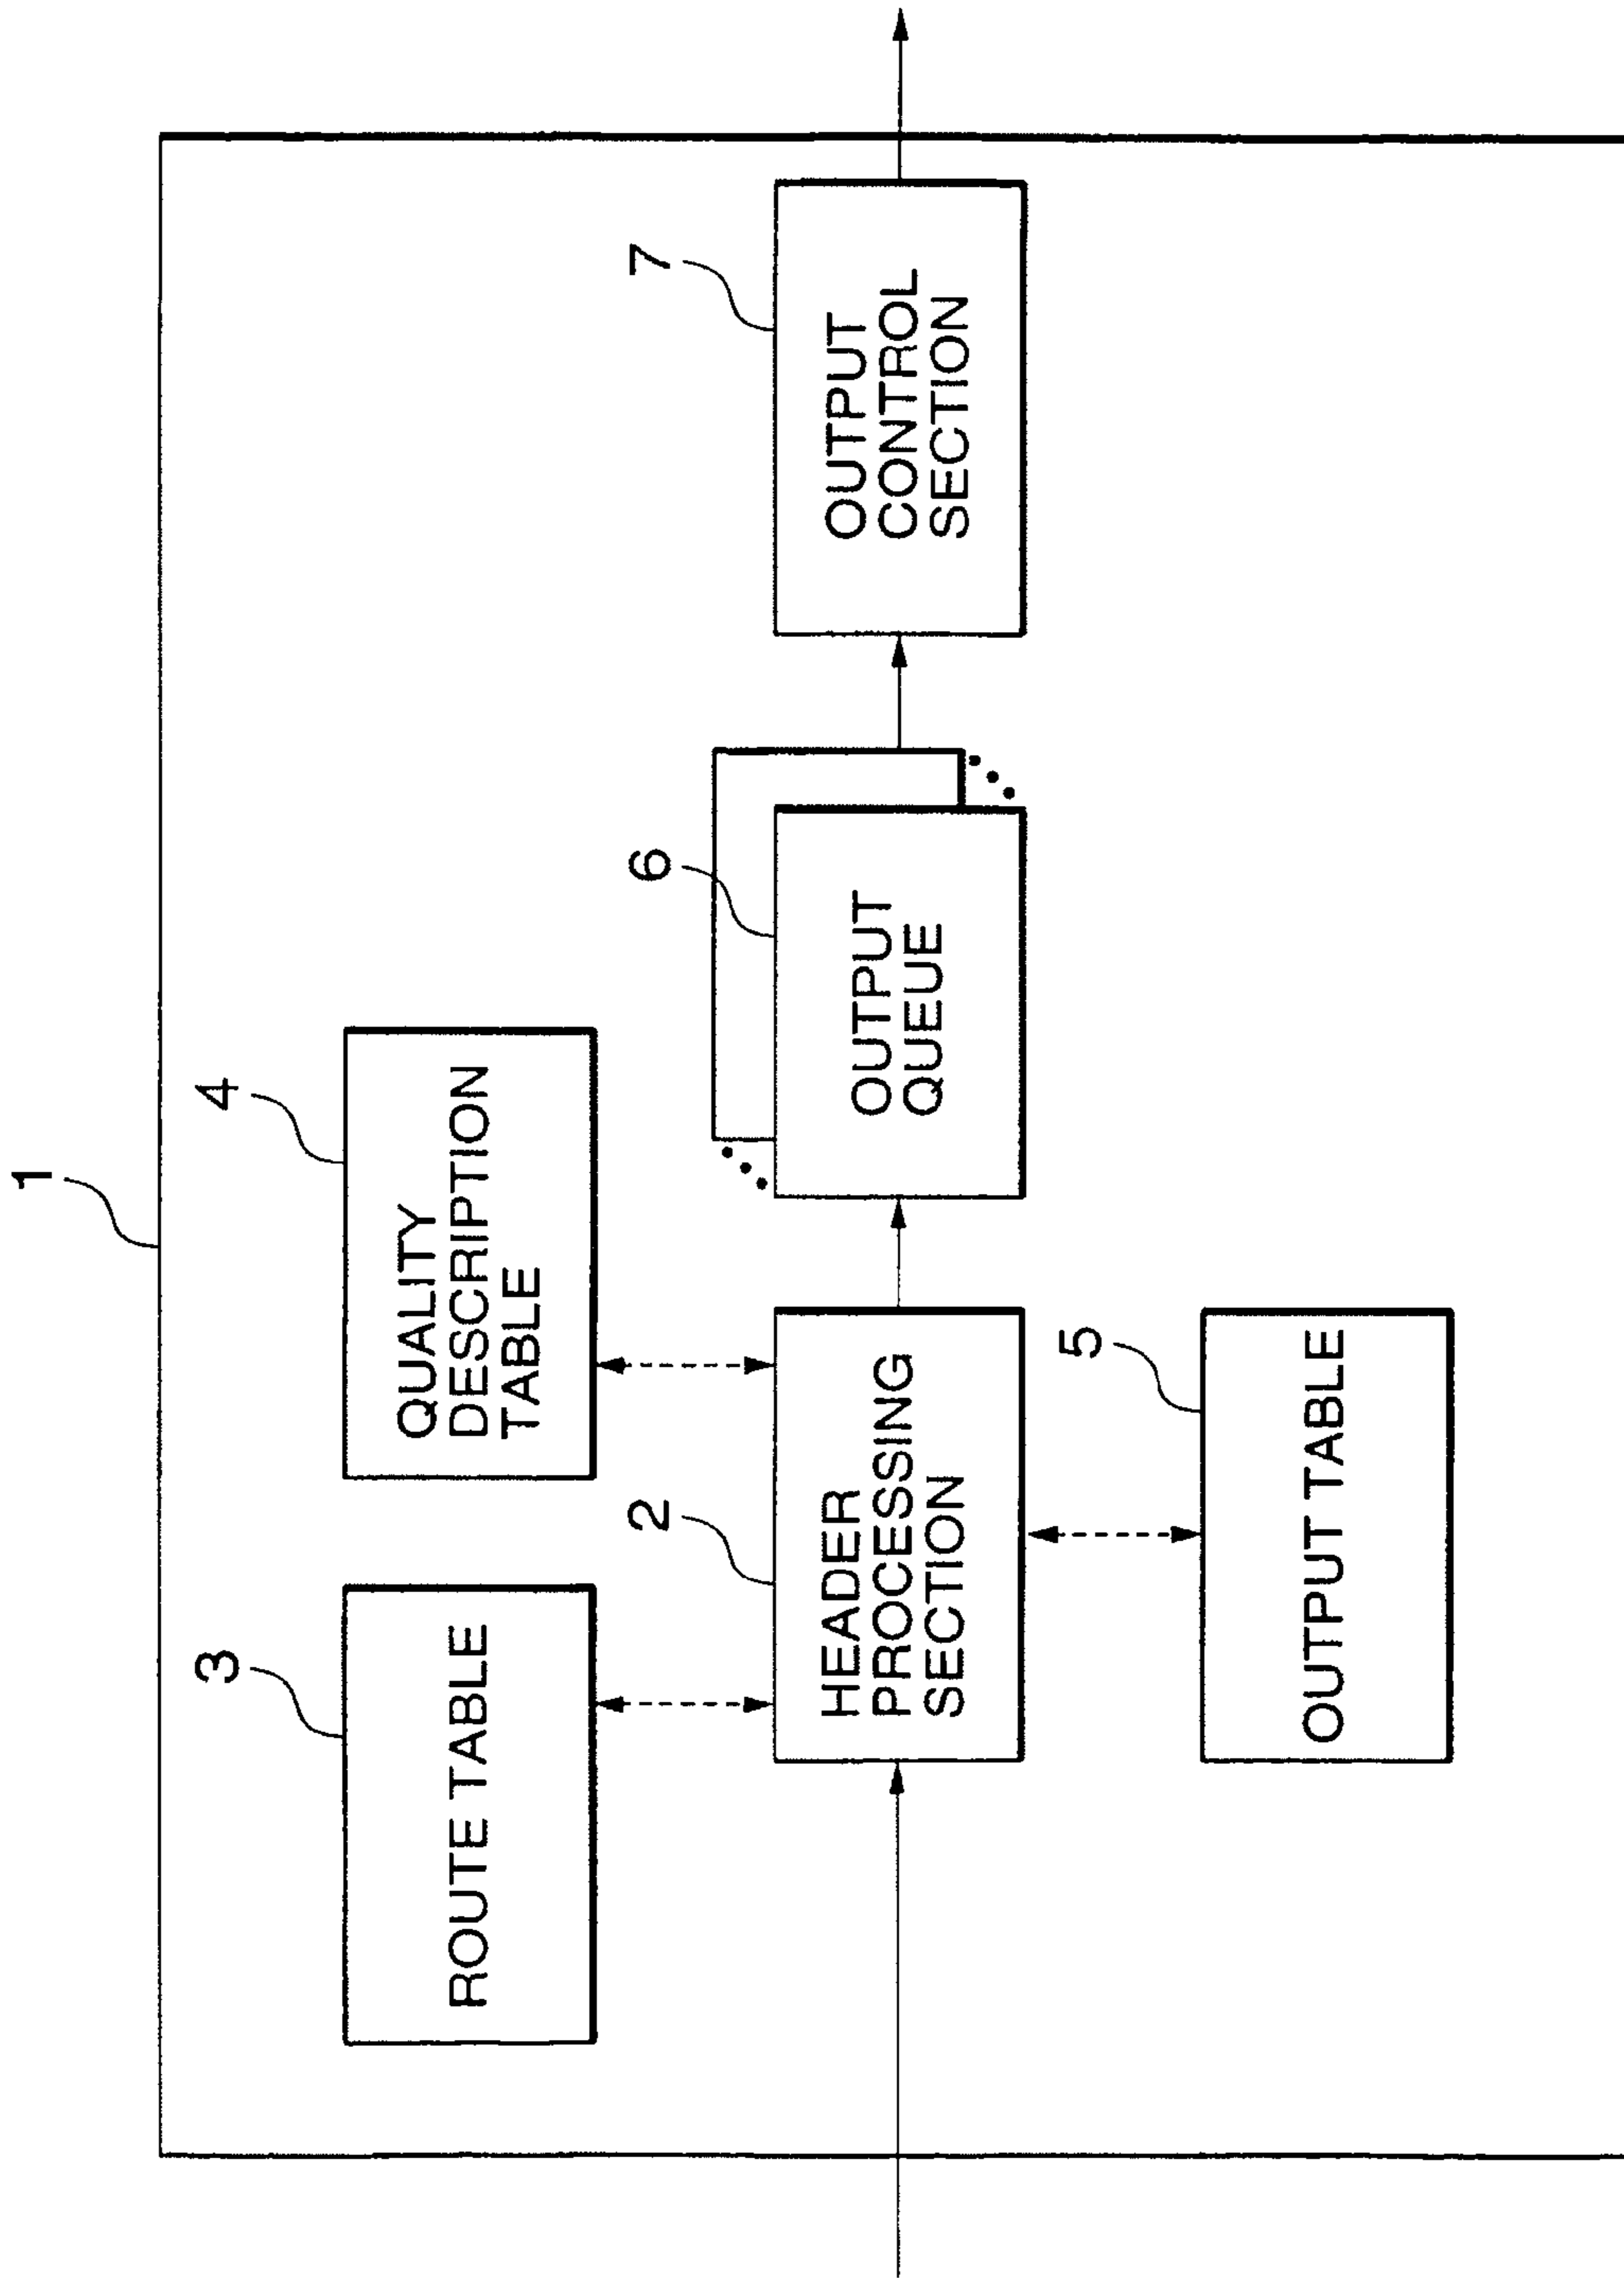 1
3
ROUTE TABLE
4
QUALITY
DESCRIPTION
TABLE
2
HEADER
PROCESSING
SECTION
6
OUTPUT
QUEUE
7
OUTPUT
CONTROL
SECTION
5
OUTPUT TABLE